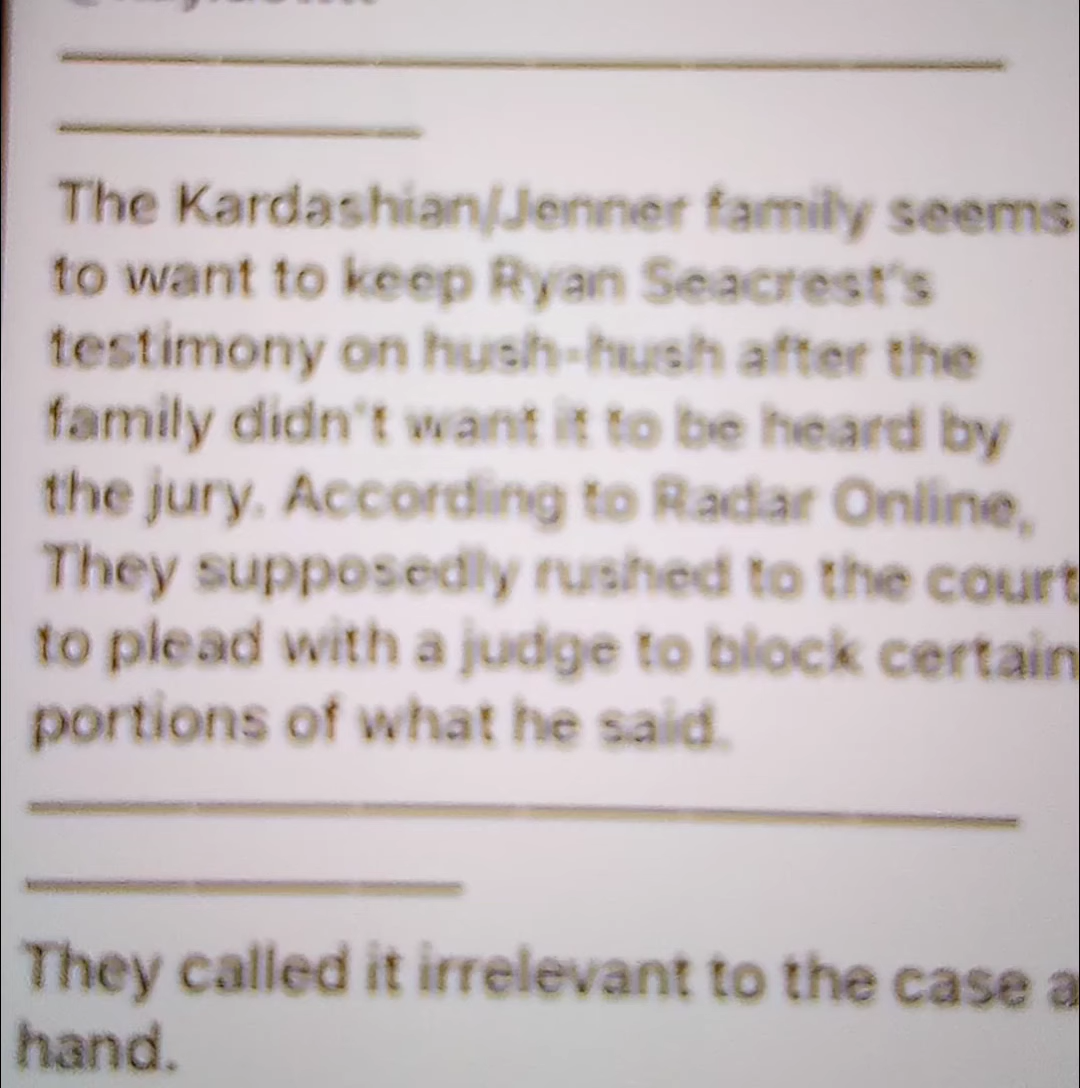 The Kardashian/Jenner family seems
to want to keep Ryan Seacrest's
testimony on hush-hush after the
family didn't want it to be heard by
the jury. According to Radar Online,
They supposedly rushed to the court
to plead with a judge to block certain
portions of what he said.
They called it irrelevant to the case a
hand.